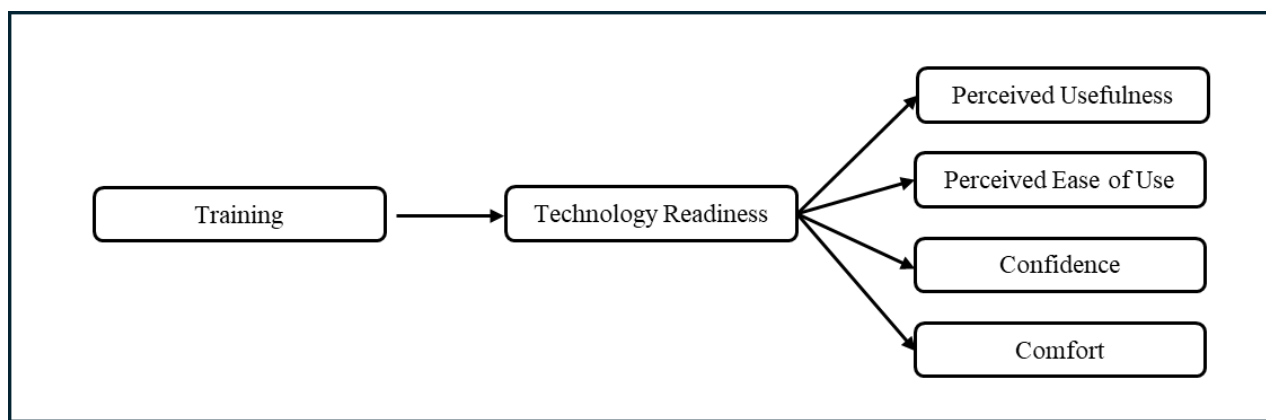 Training
Technology Readiness
Perceived Usefulness
Perceived Ease of Use
Confidence
Comfort